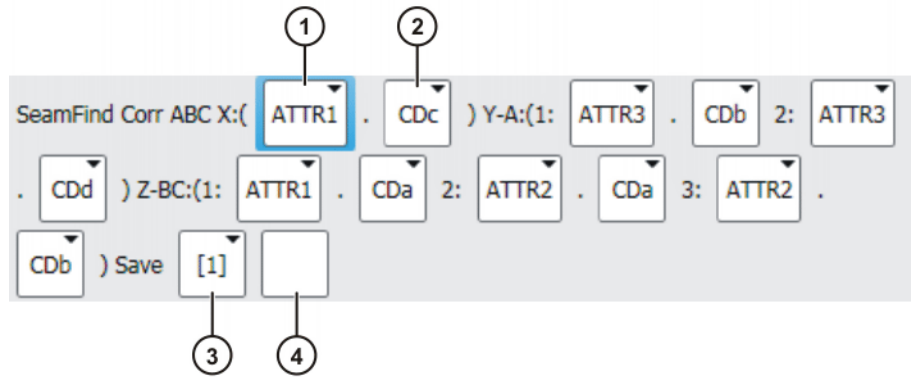 1 2
SeamFind Corr ABC X:( ATTR1 . CDc ) Y-A:(1: ATTR3 . CDb 2: ATTR3
. CDd ) Z-BC:(1: ATTR1 . CDa 2: ATTR2 . CDa 3: ATTR2 .
CDb ) Save [1]
3 4